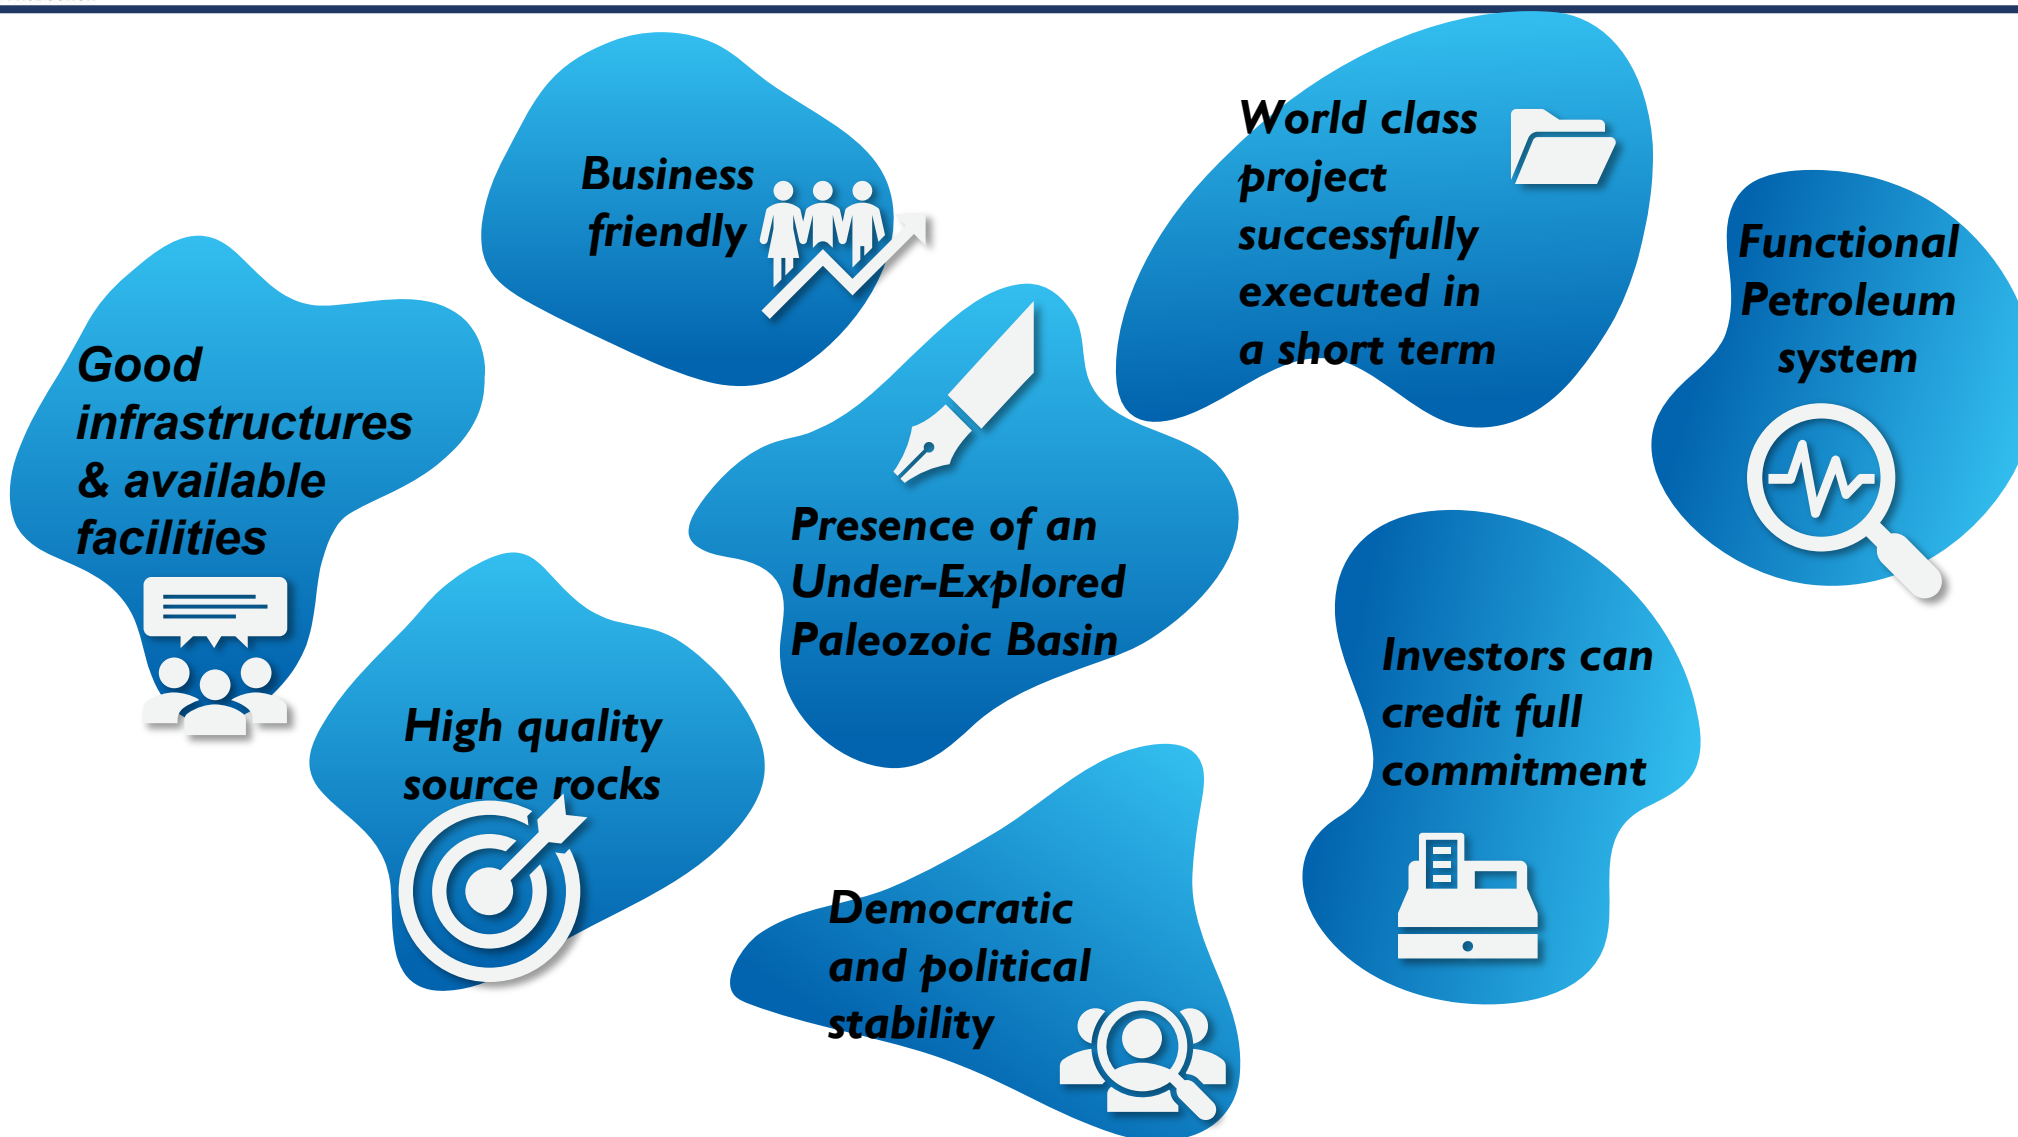 Business
friendly
World class
project
successfully
executed in
a short term
Functional
Petroleum
system
Good
infrastructures
& available
facilities
Presence of an
Under-Explored
Paleozoic Basin
Investors can
credit full
commitment
High quality
source rocks
Democratic
and political
stability